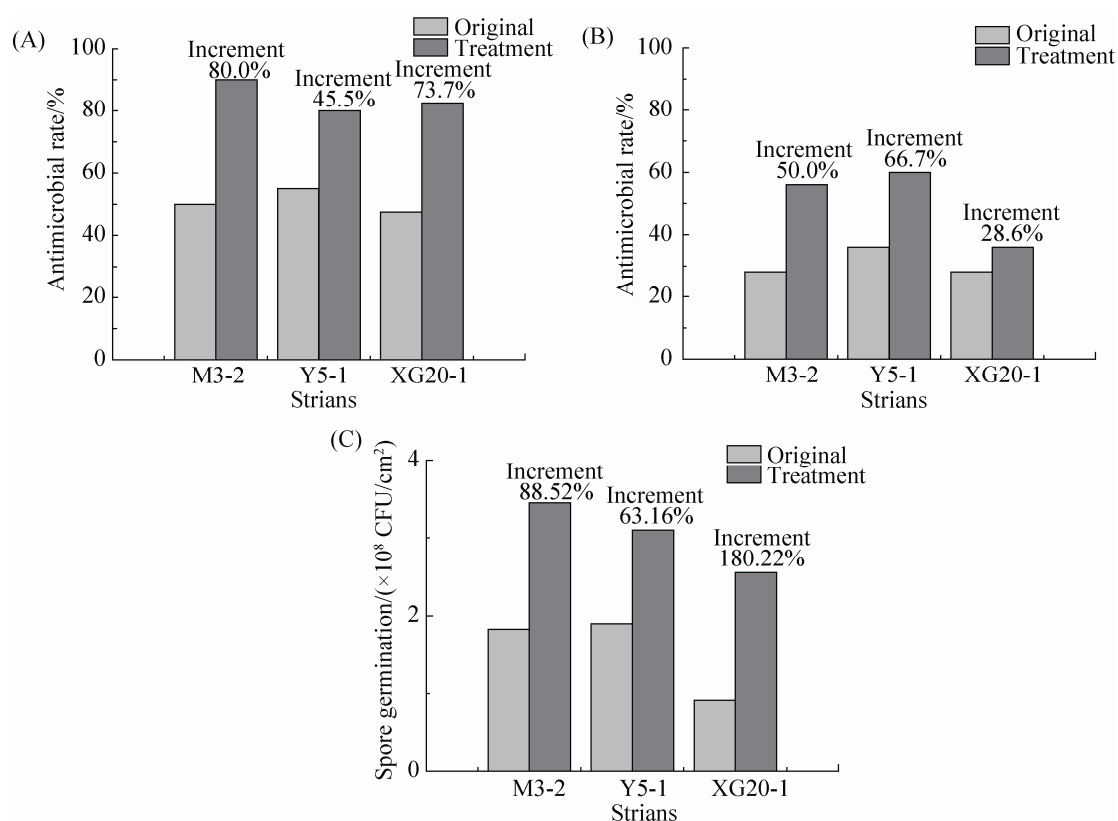 (A)
Original
Treatment
100
80
60
40
20
0
Antimicrobial rate/%
Increment
80.0%
Increment
45.5%
Increment
73.7%
M3-2
Y5-1
XG20-1
Strians
(B)
Original
Treatment
100
80
60
40
20
0
Antimicrobial rate/%
Increment
50.0%
Increment
66.7%
Increment
28.6%
M3-2
Y5-1
XG20-1
Strians
(C)
Original
Treatment
4
2
0
Spore germination/(×10⁸ CFU/cm²)
Increment
88.52%
Increment
63.16%
Increment
180.22%
M3-2
Y5-1
XG20-1
Strians